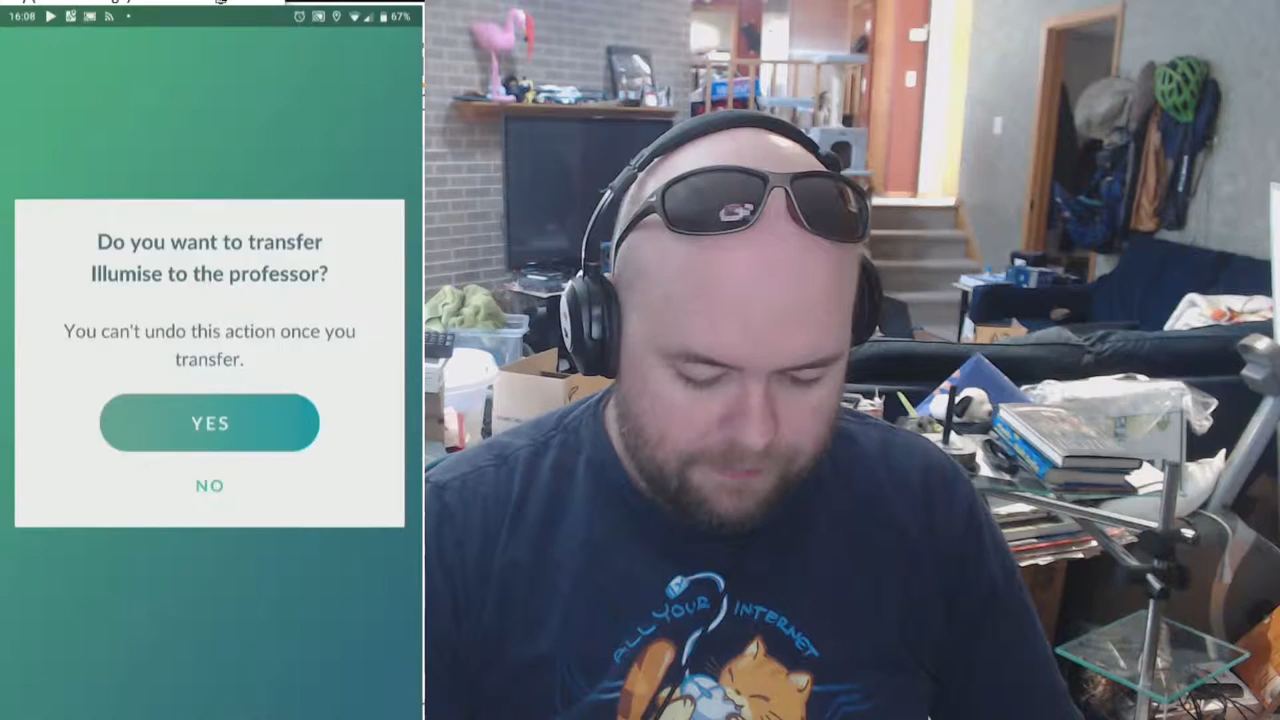 16:08
67%
Do you want to transfer
Illumise to the professor?
You can't undo this action once you
transfer.
YES
NO
ALL YOUR INTERNET